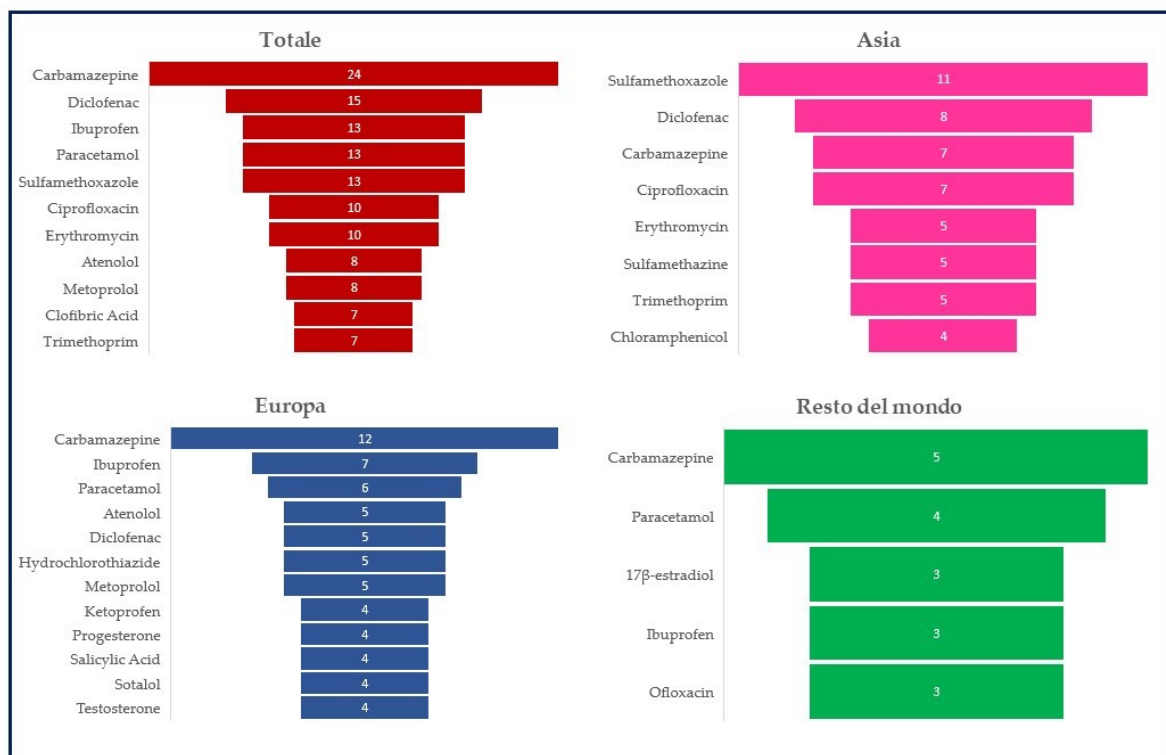 Totale
Carbamazepine 24
Diclofenac 15
Ibuprofen 13
Paracetamol 13
Sulfamethoxazole 13
Ciprofloxacin 10
Erythromycin 10
Atenolol 8
Metoprolol 8
Clofibric Acid 7
Trimethoprim 7
Asia
Sulfamethoxazole 11
Diclofenac 8
Carbamazepine 7
Ciprofloxacin 7
Erythromycin 5
Sulfamethazine 5
Trimethoprim 5
Chloramphenicol 4
Europa
Carbamazepine 12
Ibuprofen 7
Paracetamol 6
Atenolol 5
Diclofenac 5
Hydrochlorothiazide 5
Metoprolol 5
Ketoprofen 4
Progesterone 4
Salicylic Acid 4
Sotalol 4
Testosterone 4
Resto del mondo
Carbamazepine 5
Paracetamol 4
17β-estradiol 3
Ibuprofen 3
Ofloxacin 3